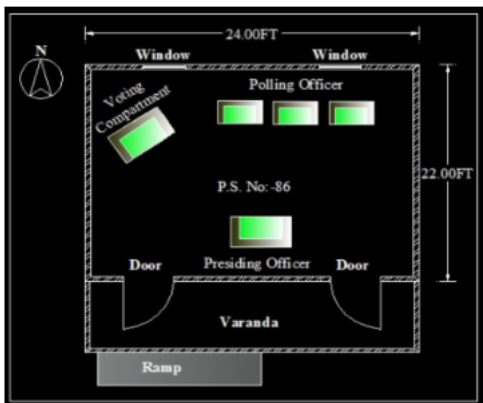 24.00FT
N
Window
Window
Voting
Compartment
Polling Officer
22.00FT
P.S. No:-86
Door
Presiding Officer
Door
Varanda
Ramp